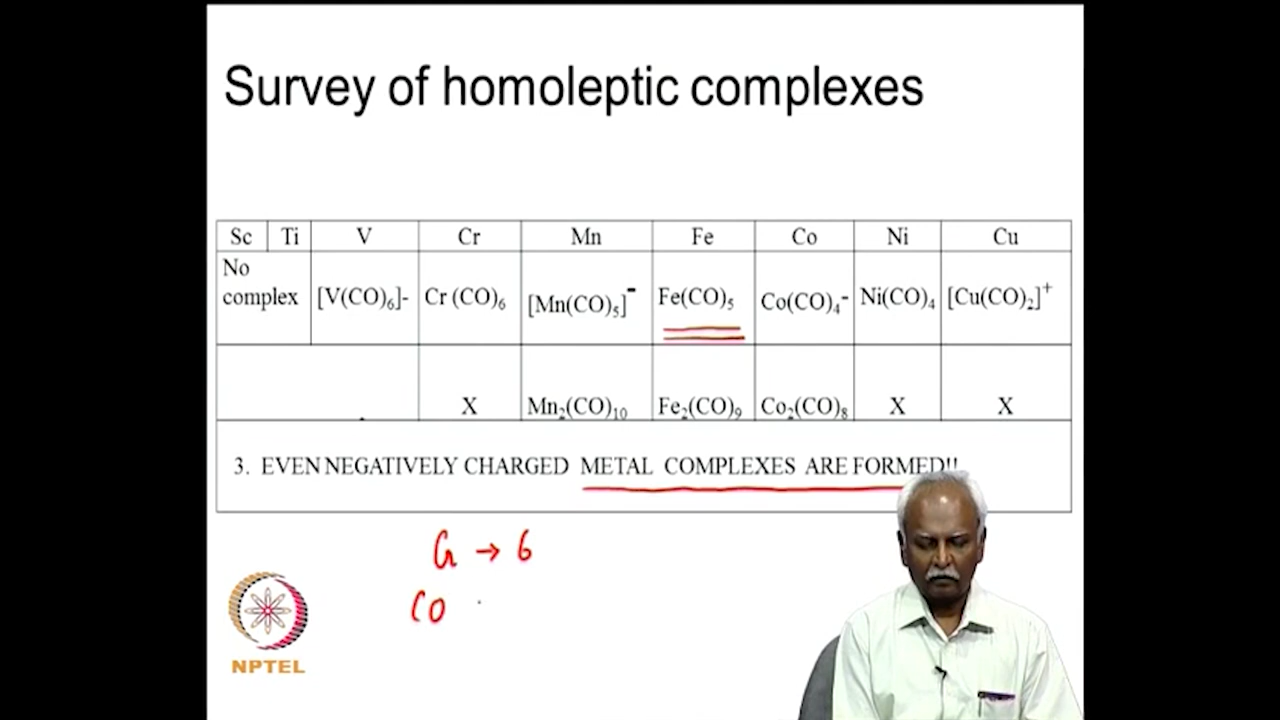 Survey of homoleptic complexes
Sc Ti V Cr Mn Fe Co Ni Cu
No complex [V(CO)₆]- Cr (CO)₆ [Mn(CO)₅]⁻ Fe(CO)₅ Co(CO)₄⁻ Ni(CO)₄ [Cu(CO)₂]⁺
X Mn₂(CO)₁₀ Fe₂(CO)₉ Co₂(CO)₈ X X
3. EVEN NEGATIVELY CHARGED METAL COMPLEXES ARE FORMED!!
Cr → 6
CO
NPTEL